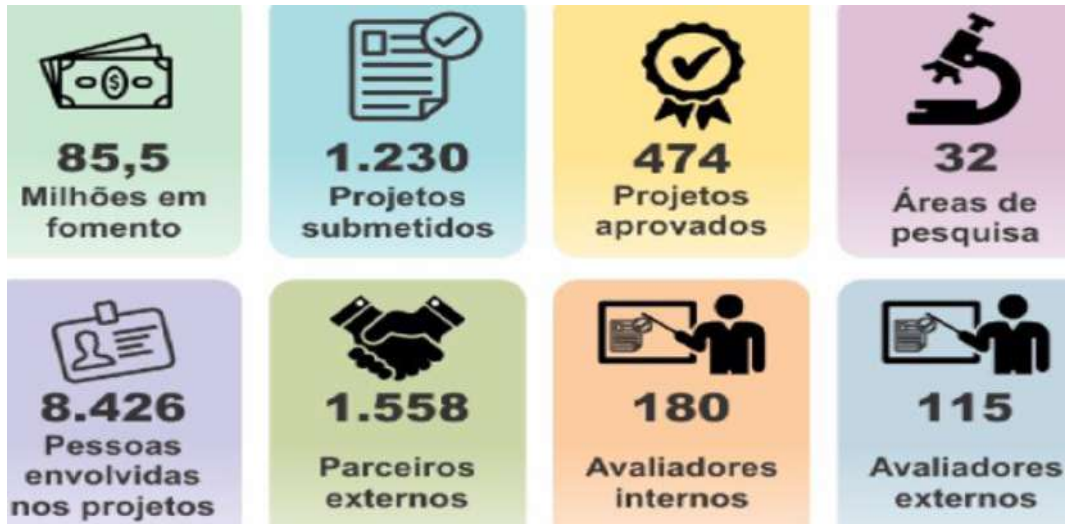 85,5
Milhões em
fomento
1.230
Projetos
submetidos
474
Projetos
aprovados
32
Áreas de
pesquisa
8.426
Pessoas
envolvidas
nos projetos
1.558
Parceiros
externos
180
Avaliadores
internos
115
Avaliadores
externos